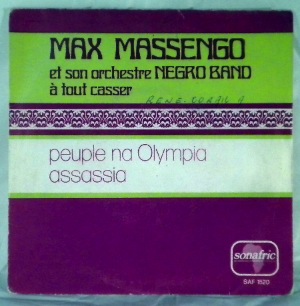 MAX MASSENGO
et son orchestre NEGRO BAND
à tout casser
peuple na Olympia
assassia
sonafric
SAF 1520